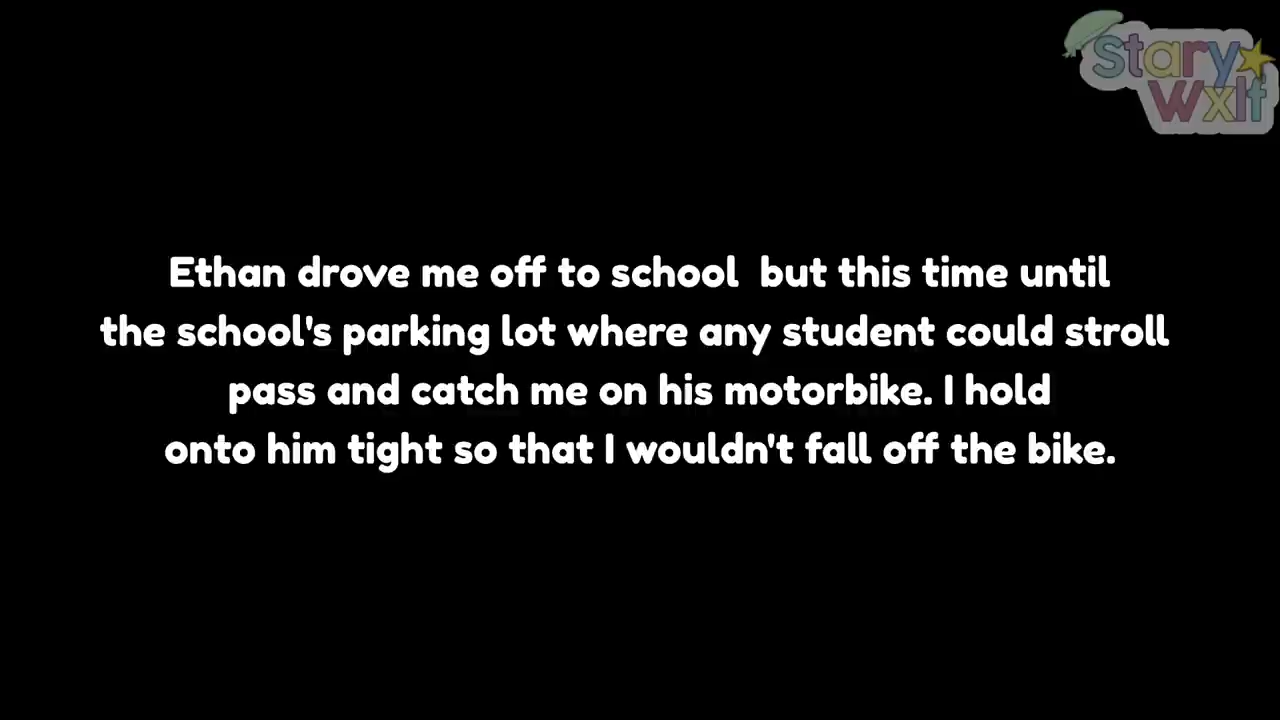 Stary
Wxlf
Ethan drove me off to school  but this time until
the school's parking lot where any student could stroll
pass and catch me on his motorbike. I hold
onto him tight so that I wouldn't fall off the bike.